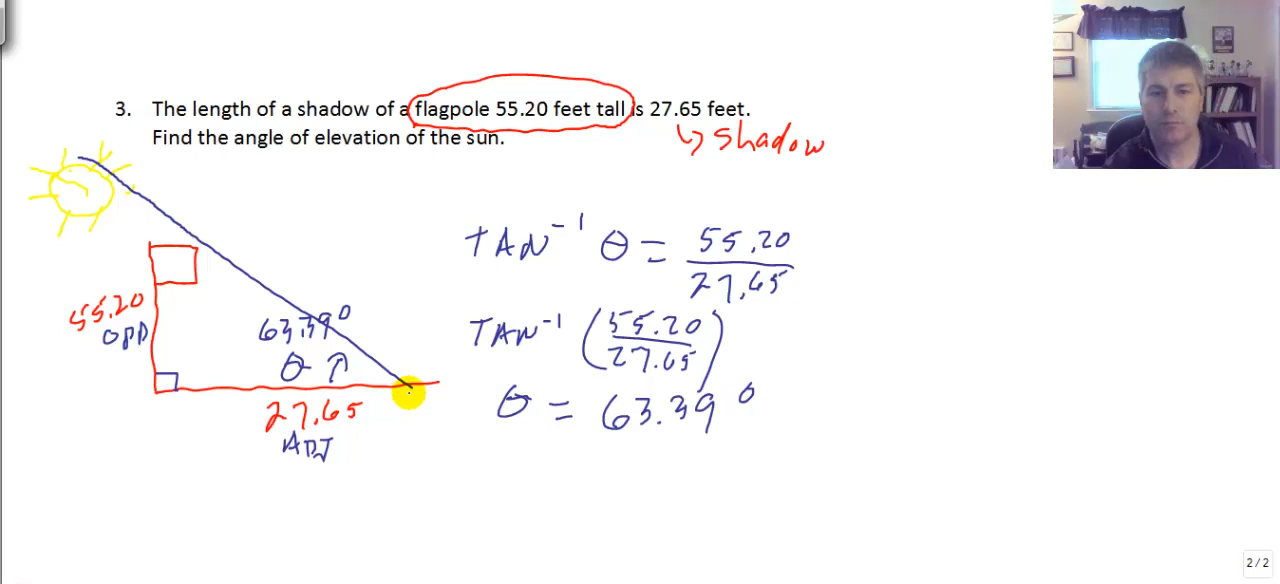 3. The length of a shadow of a flagpole 55.20 feet tall is 27.65 feet.
Find the angle of elevation of the sun.
shadow
55.20
OPP
63.39°
θ
27.65
ADJ
TAN⁻¹ θ = 55.20
27.65
TAN⁻¹ (55.20
27.65)
θ = 63.39°
2/2